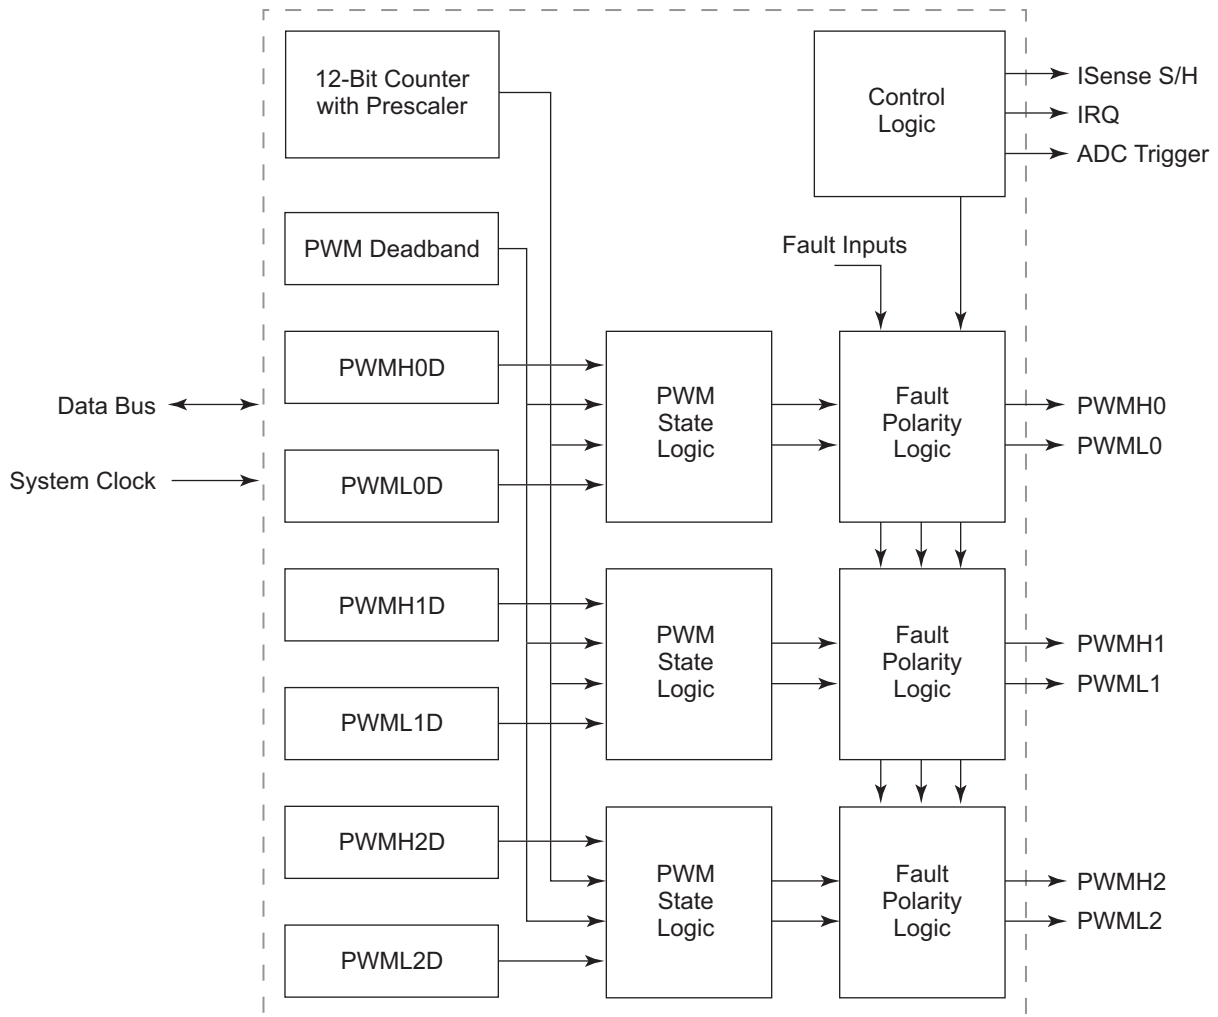 12-Bit Counter
with Prescaler
Control
Logic
ISense S/H
IRQ
ADC Trigger
PWM Deadband
Fault Inputs
PWMH0D
PWM
State
Logic
Fault
Polarity
Logic
Data Bus
PWMH0
PWML0
System Clock
PWML0D
PWMH1D
PWM
State
Logic
Fault
Polarity
Logic
PWMH1
PWML1
PWML1D
PWMH2D
PWM
State
Logic
Fault
Polarity
Logic
PWMH2
PWML2
PWML2D